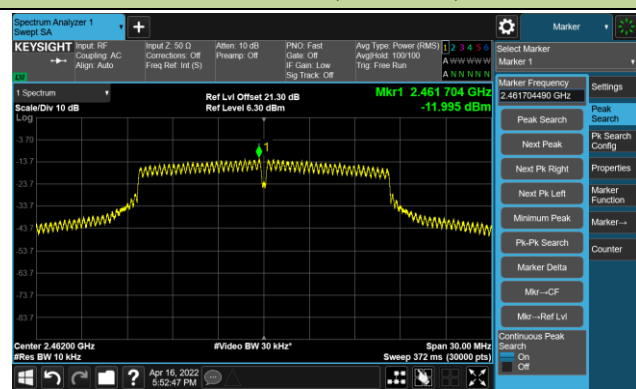 Spectrum Analyzer 1
Swept SA
Marker
KEYSIGHT
Input: RF
Coupling: AC
Align: Auto
Input Z: 50 Ω
Corrections: Off
Freq Ref: Int (S)
Atten: 10 dB
Preamp: Off
PNO: Fast
Gate: Off
IF Gain: Low
Sig Track: Off
Avg Type: Power (RMS)
Avg|Hold: 100/100
Trig: Free Run
1 2 3 4 5 6
A W W W W W
A N N N N N
LXI
Select Marker
Marker 1
1 Spectrum
Scale/Div 10 dB
Log
Ref Lvl Offset 21.30 dB
Ref Level 6.30 dBm
Mkr1 2.461 704 GHz
-11.995 dBm
1
-3.70
-13.7
-23.7
-33.7
-43.7
-53.7
-63.7
-73.7
-83.7
Center 2.46200 GHz
#Res BW 10 kHz
#Video BW 30 kHz*
Span 30.00 MHz
Sweep 372 ms (30000 pts)
Marker Frequency
2.461704490 GHz
Peak Search
Next Peak
Next Pk Right
Next Pk Left
Minimum Peak
Pk-Pk Search
Marker Delta
Mkr→CF
Mkr→Ref Lvl
Continuous Peak
Search
On
Off
Settings
Peak
Search
Pk Search
Config
Properties
Marker
Function
Marker→
Counter
?
Apr 16, 2022
5:52:47 PM